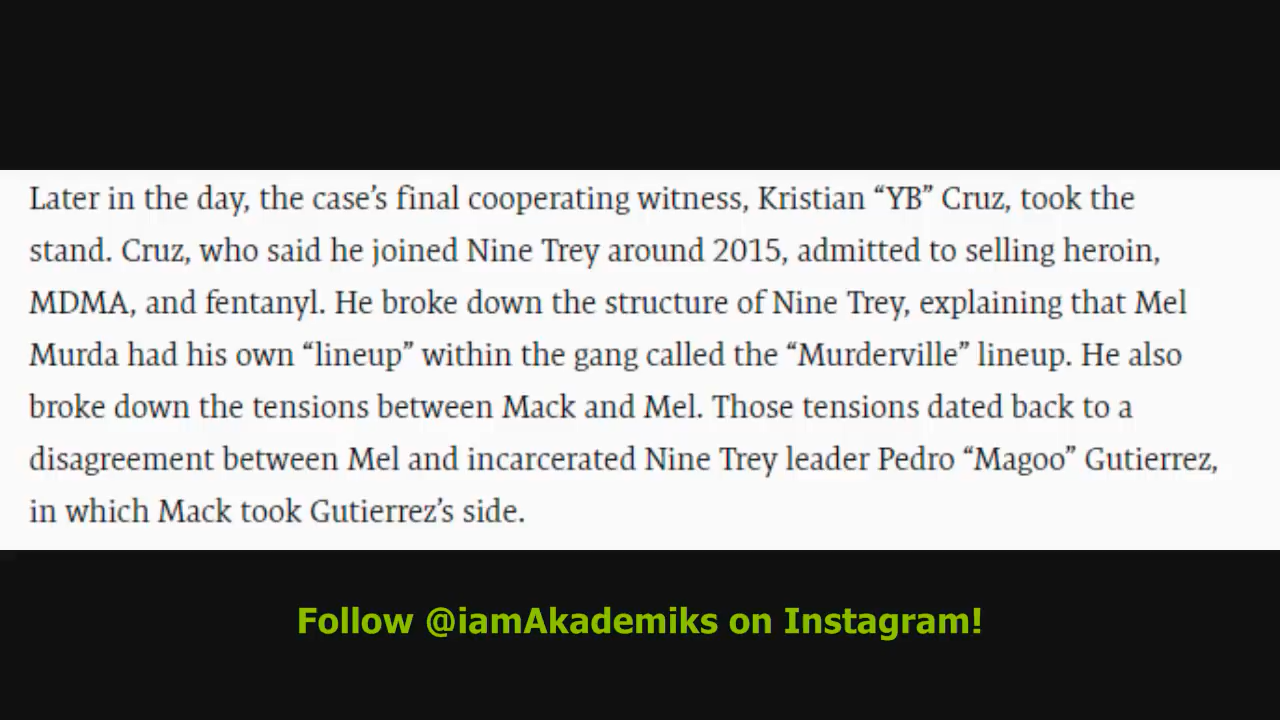 Later in the day, the case’s final cooperating witness, Kristian “YB” Cruz, took the
stand. Cruz, who said he joined Nine Trey around 2015, admitted to selling heroin,
MDMA, and fentanyl. He broke down the structure of Nine Trey, explaining that Mel
Murda had his own “lineup” within the gang called the “Murderville” lineup. He also
broke down the tensions between Mack and Mel. Those tensions dated back to a
disagreement between Mel and incarcerated Nine Trey leader Pedro “Magoo” Gutierrez,
in which Mack took Gutierrez’s side.
Follow @iamAkademiks on Instagram!